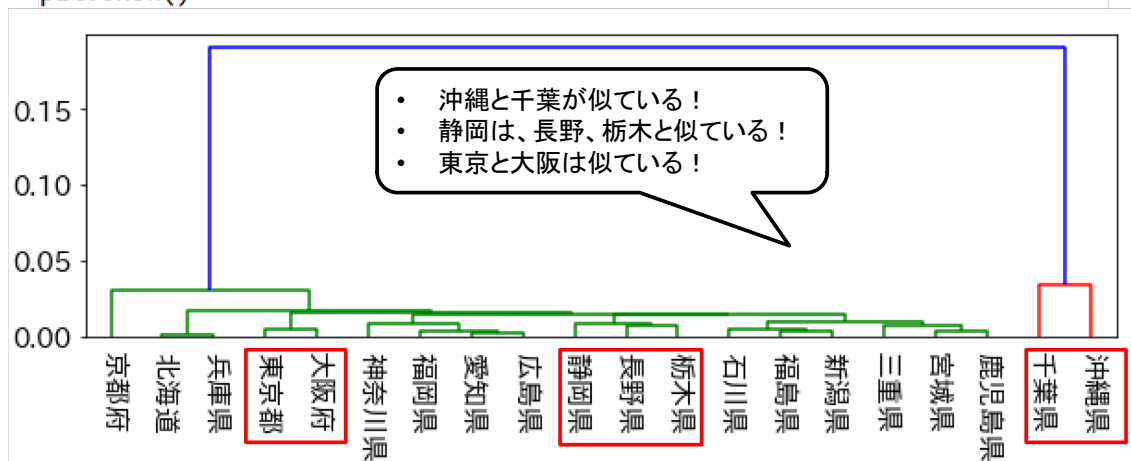 • 沖縄と千葉が似ている！
• 静岡は、長野、栃木と似ている！
• 東京と大阪は似ている！
0.15
0.10
0.05
0.00
京都府
北海道
兵庫県
東京都
大阪府
神奈川県
福岡県
愛知県
広島県
静岡県
長野県
栃木県
石川県
福島県
新潟県
三重県
宮城県
鹿児島県
千葉県
沖縄県